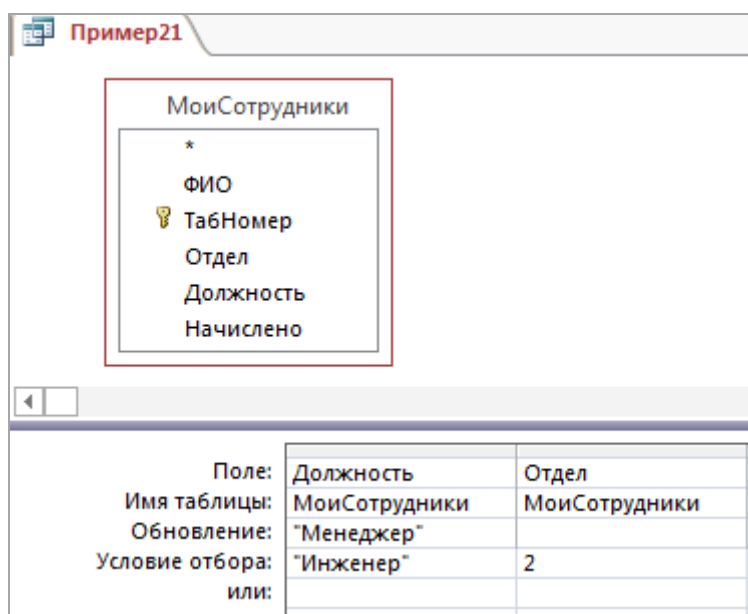 Пример21
МоиСотрудники
*
ФИО
ТабНомер
Отдел
Должность
Начислено
Поле: Должность Отдел
Имя таблицы: МоиСотрудники МоиСотрудники
Обновление: "Менеджер"
Условие отбора: "Инженер" 2
или: